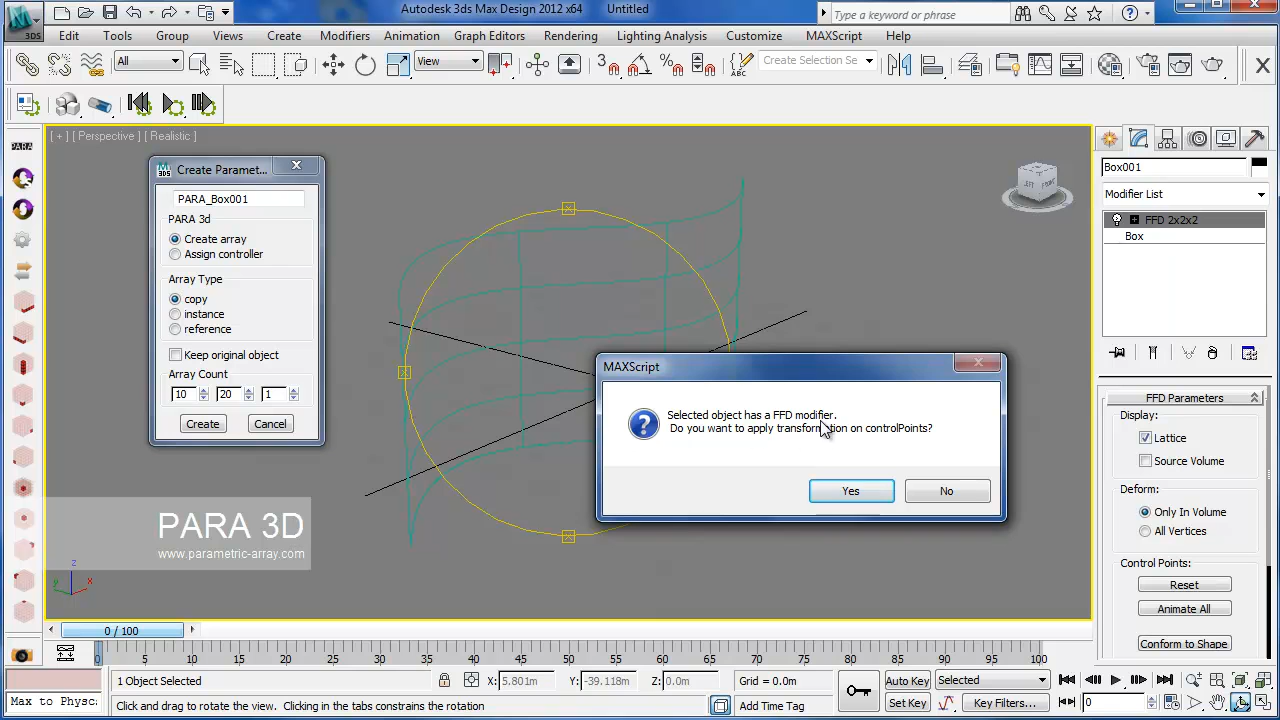 Autodesk 3ds Max Design 2012 x64 Untitled
Type a keyword or phrase
3DS
Edit Tools Group Views Create Modifiers Animation Graph Editors Rendering Lighting Analysis Customize MAXScript Help
All
View
3
Create Selection Se
PARA
[ + ] [ Perspective ] [ Realistic ]
Create Paramet...
PARA_Box001
PARA 3d
Create array
Assign controller
Array Type
copy
instance
reference
Keep original object
Array Count
10 20 1
Create Cancel
LEFT FRONT
MAXScript
Selected object has a FFD modifier.
Do you want to apply transformation on controlPoints?
Yes No
Box001
Modifier List
FFD 2x2x2
Box
FFD Parameters
Display:
Lattice
Source Volume
Deform:
Only In Volume
All Vertices
Control Points:
Reset
Animate All
Conform to Shape
PARA 3D
www.parametric-array.com
z
y x
0 / 100
0 5 10 15 20 25 30 35 40 45 50 55 60 65 70 75 80 85 90 95 100
1 Object Selected
X: 5.801m Y: -39.118m Z: 0.0m Grid = 0.0m
Auto Key Selected
Max to Physc:
Click or drag to rotate the view. Clicking in the tabs constrains the rotation
Add Time Tag
Set Key Key Filters... 0